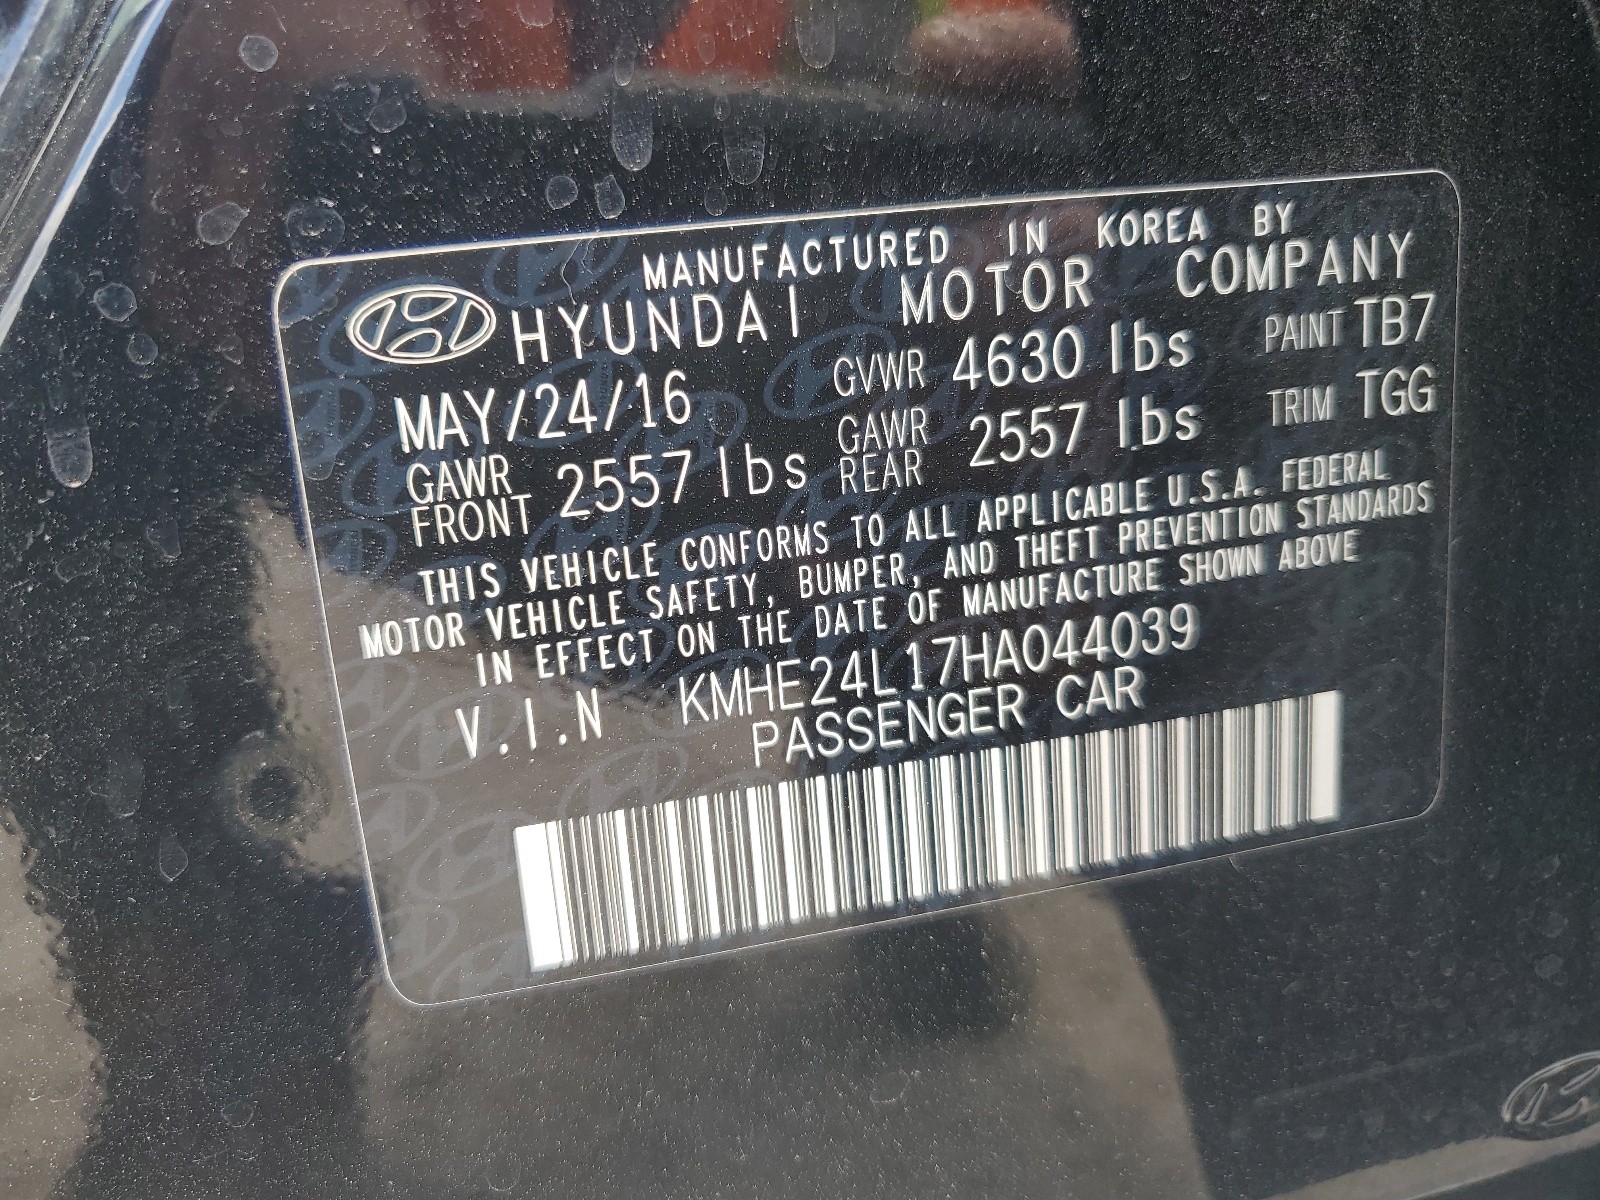 MANUFACTURED IN KOREA BY
HYUNDAI MOTOR COMPANY
MAY/24/16 GVWR 4630 lbs PAINT TB7
GAWR FRONT 2557 lbs GAWR REAR 2557 lbs TRIM TGG
THIS VEHICLE CONFORMS TO ALL APPLICABLE U.S.A. FEDERAL
MOTOR VEHICLE SAFETY, BUMPER, AND THEFT PREVENTION STANDARDS
IN EFFECT ON THE DATE OF MANUFACTURE SHOWN ABOVE
V.I.N KMHE24L17HA044039
PASSENGER CAR